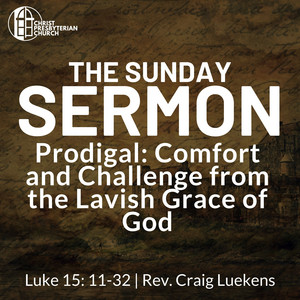 CHRIST
PRESBYTERIAN
CHURCH
THE SUNDAY
SERMON
Prodigal: Comfort
and Challenge from
the Lavish Grace of
God
Luke 15: 11-32 | Rev. Craig Luekens